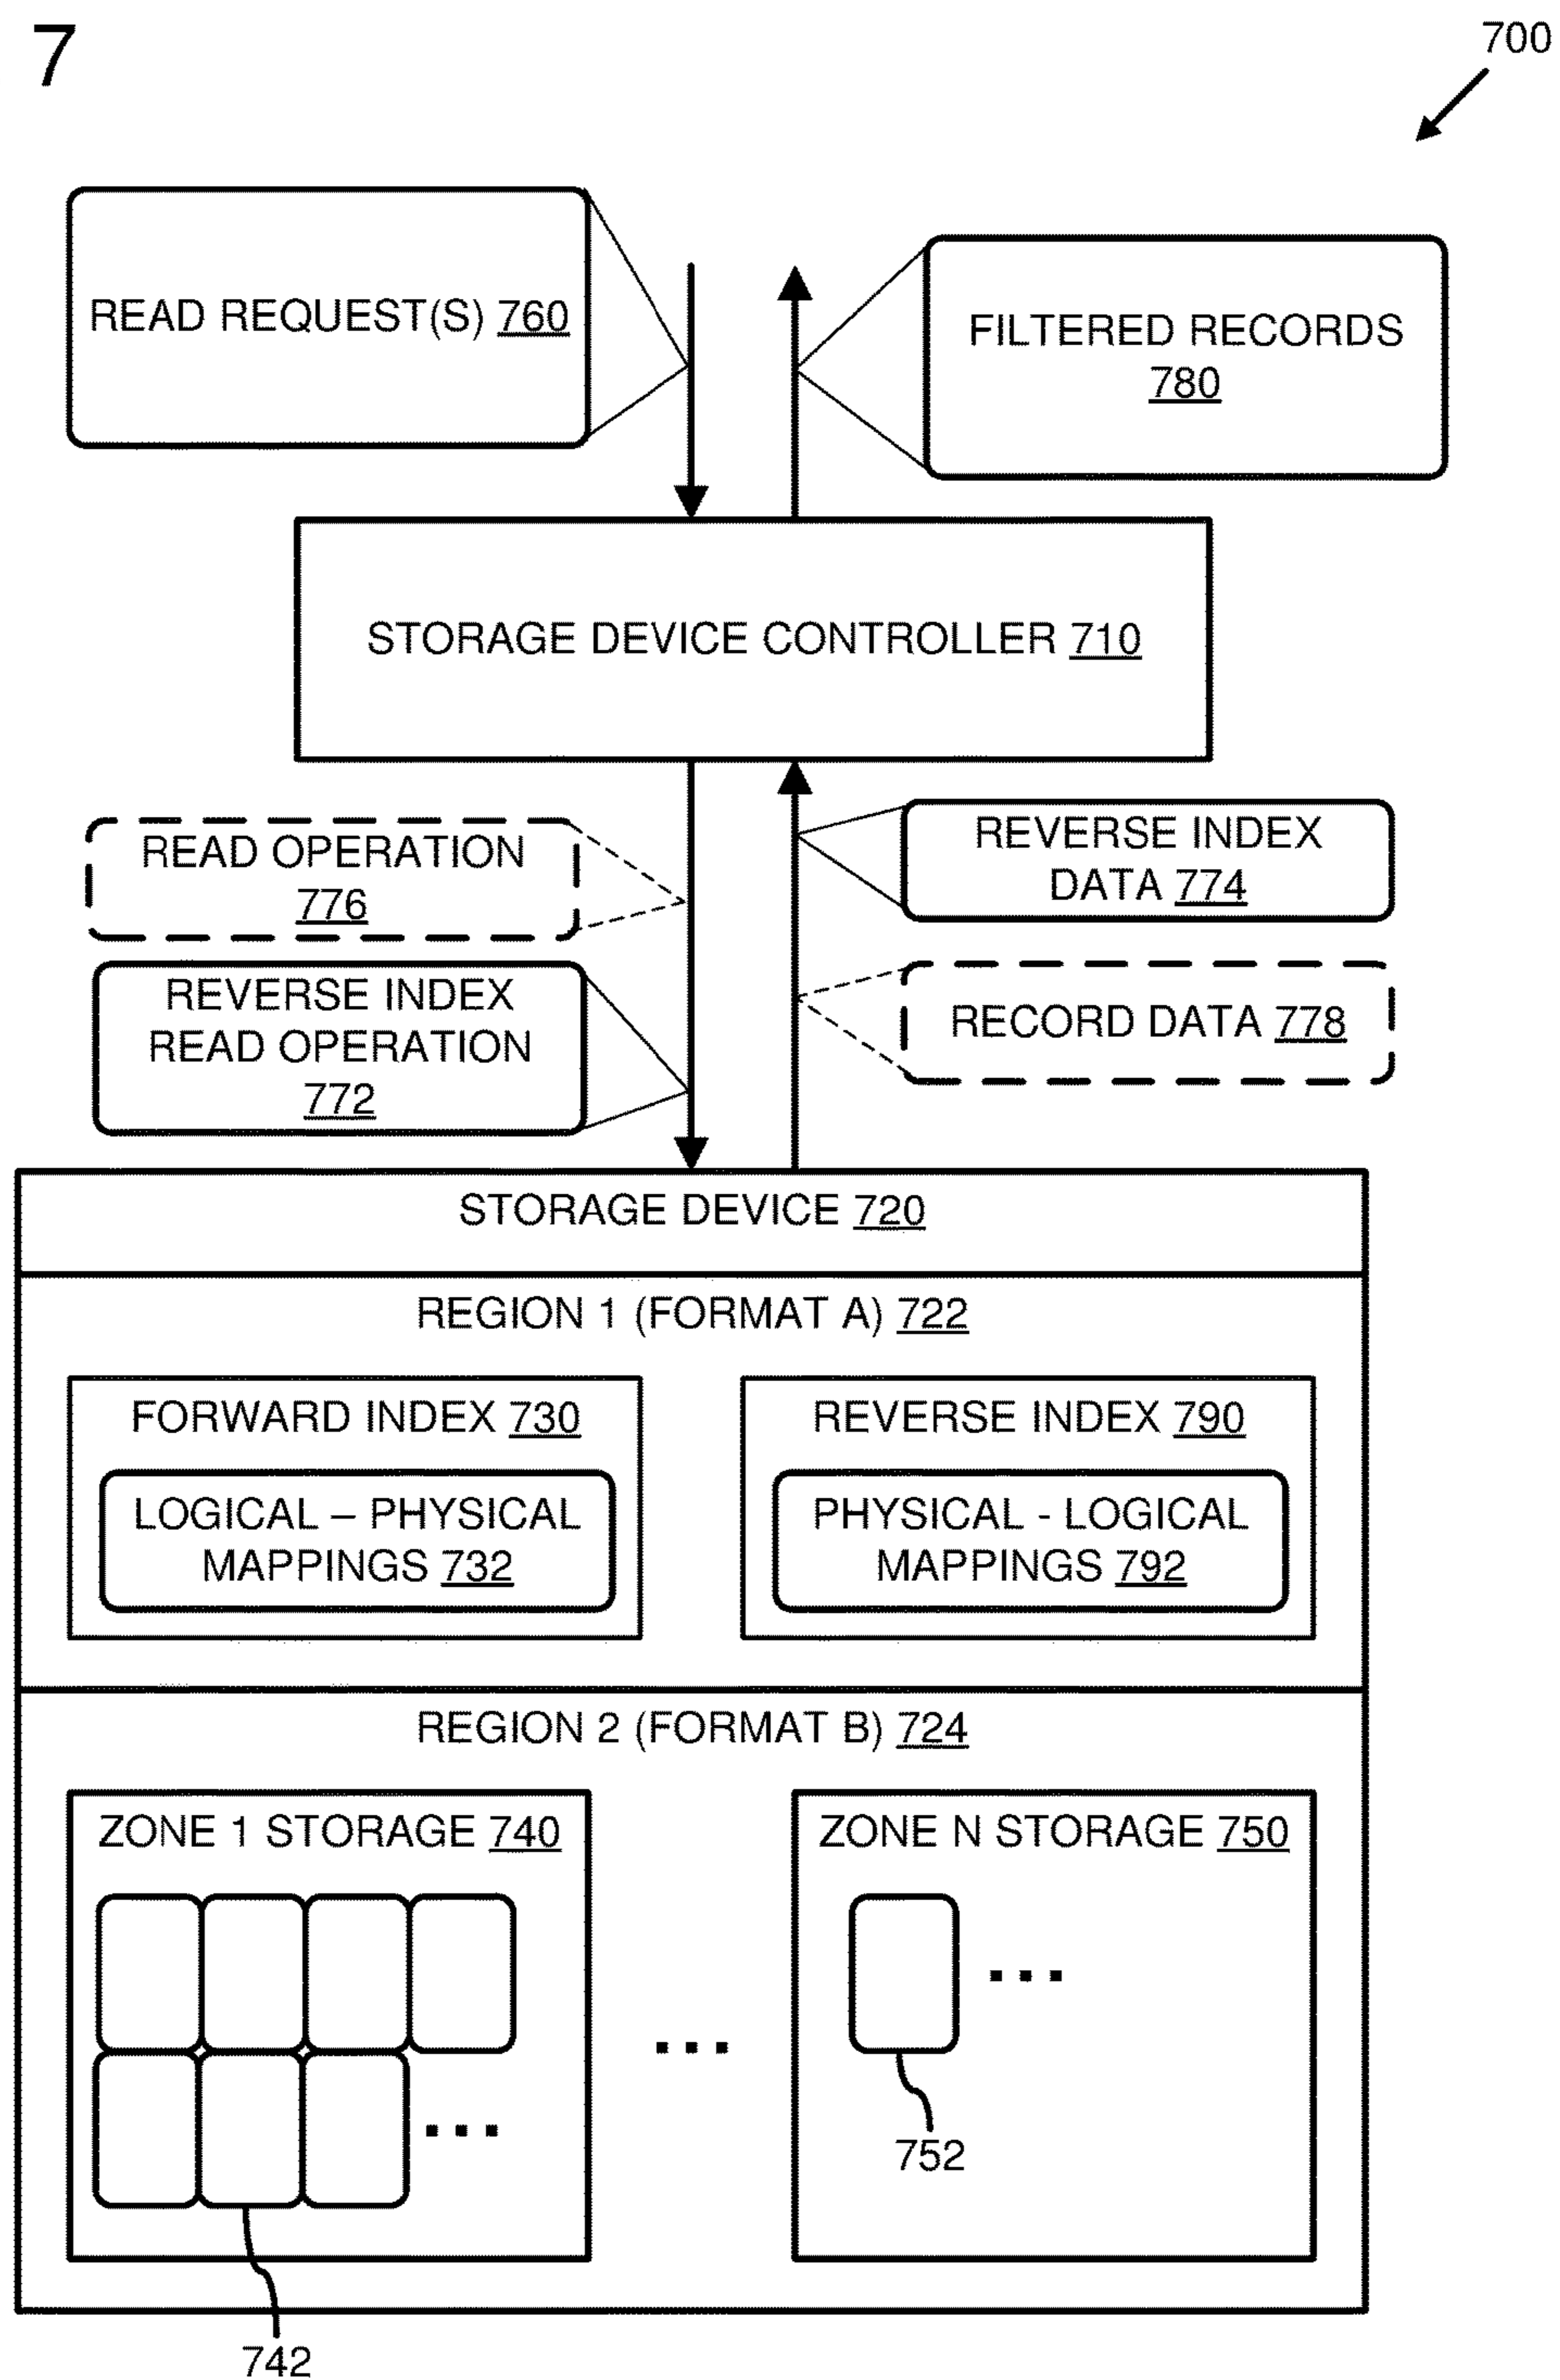 7
700
READ REQUEST(S) 760
FILTERED RECORDS
780
STORAGE DEVICE CONTROLLER 710
READ OPERATION
776
REVERSE INDEX
DATA 774
REVERSE INDEX
READ OPERATION
772
RECORD DATA 778
STORAGE DEVICE 720
REGION 1 (FORMAT A) 722
FORWARD INDEX 730
LOGICAL – PHYSICAL
MAPPINGS 732
REVERSE INDEX 790
PHYSICAL - LOGICAL
MAPPINGS 792
REGION 2 (FORMAT B) 724
ZONE 1 STORAGE 740
...
742
...
ZONE N STORAGE 750
...
752